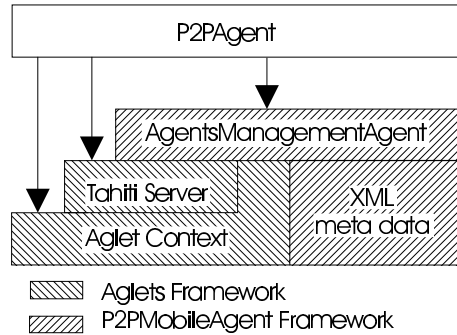 P2PAgent
AgentsManagementAgent
Tahiti Server
XML
meta data
Aglet Context
Aglets Framework
P2PMobileAgent Framework